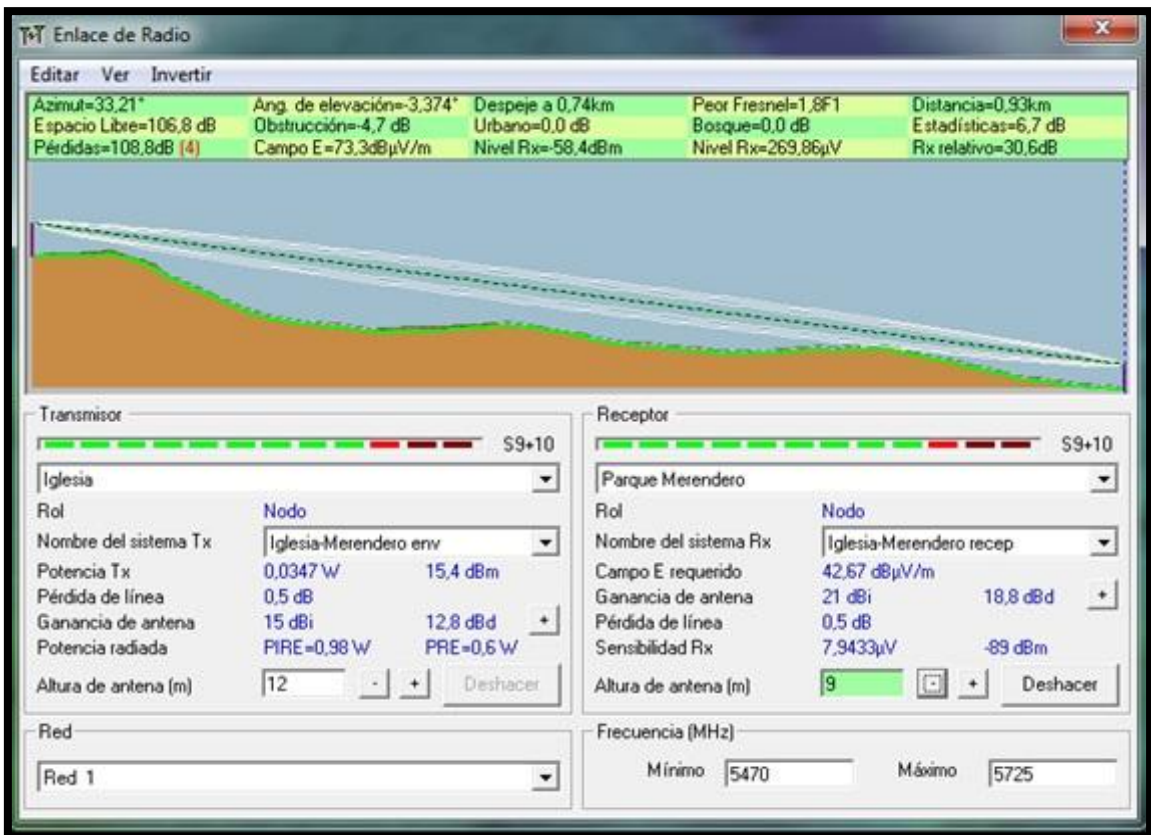 Enlace de Radio
Editar Ver Invertir
Azimut=33,21° Ang. de elevación=-3,374° Despeje a 0,74km Peor Fresnel=1,8F1 Distancia=0,93km
Espacio Libre=106,8 dB Obstrucción=-4,7 dB Urbano=0,0 dB Bosque=0,0 dB Estadísticas=6,7 dB
Pérdidas=108,8dB (4) Campo E=73,3dBµV/m Nivel Rx=-58,4dBm Nivel Rx=269,86µV Rx relativo=30,6dB
Transmisor
S9+10
Iglesia
Rol Nodo
Nombre del sistema Tx Iglesia-Merendero env
Potencia Tx 0,0347 W 15,4 dBm
Pérdida de línea 0,5 dB
Ganancia de antena 15 dBi 12,8 dBd +
Potencia radiada PIRE=0,98 W PRE=0,6 W
Altura de antena (m) 12 - + Deshacer
Red
Red 1
Receptor
S9+10
Parque Merendero
Rol Nodo
Nombre del sistema Rx Iglesia-Merendero recep
Campo E requerido 42,67 dBµV/m
Ganancia de antena 21 dBi 18,8 dBd +
Pérdida de línea 0,5 dB
Sensibilidad Rx 7,9433µV -89 dBm
Altura de antena (m) 9 - + Deshacer
Frecuencia (MHz)
Mínimo 5470 Máximo 5725